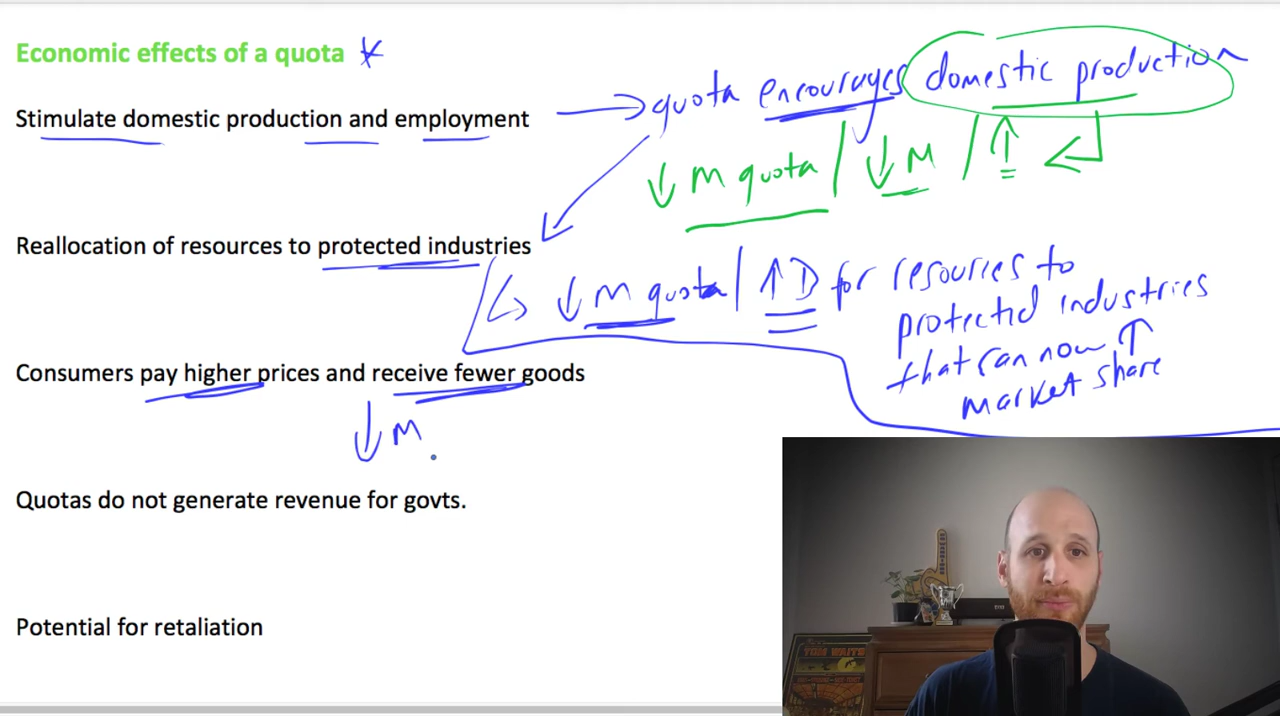 Economic effects of a quota *
Stimulate domestic production and employment → quota encourages domestic production
↓ M quota / ↓ M / ↑
Reallocation of resources to protected industries
↳ ↓ M quota / ↑ D for resources to
protected industries
that can now ↑
market share
Consumers pay higher prices and receive fewer goods
↓ M
Quotas do not generate revenue for govts.
Potential for retaliation
TOM WAITS